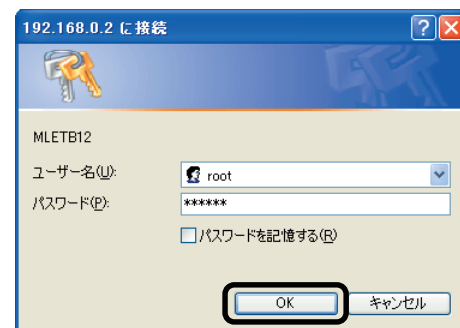 192.168.0.2 に接続
MLETB12
ユーザー名(U): root
パスワード(P): ******
パスワードを記憶する(R)
OK キャンセル